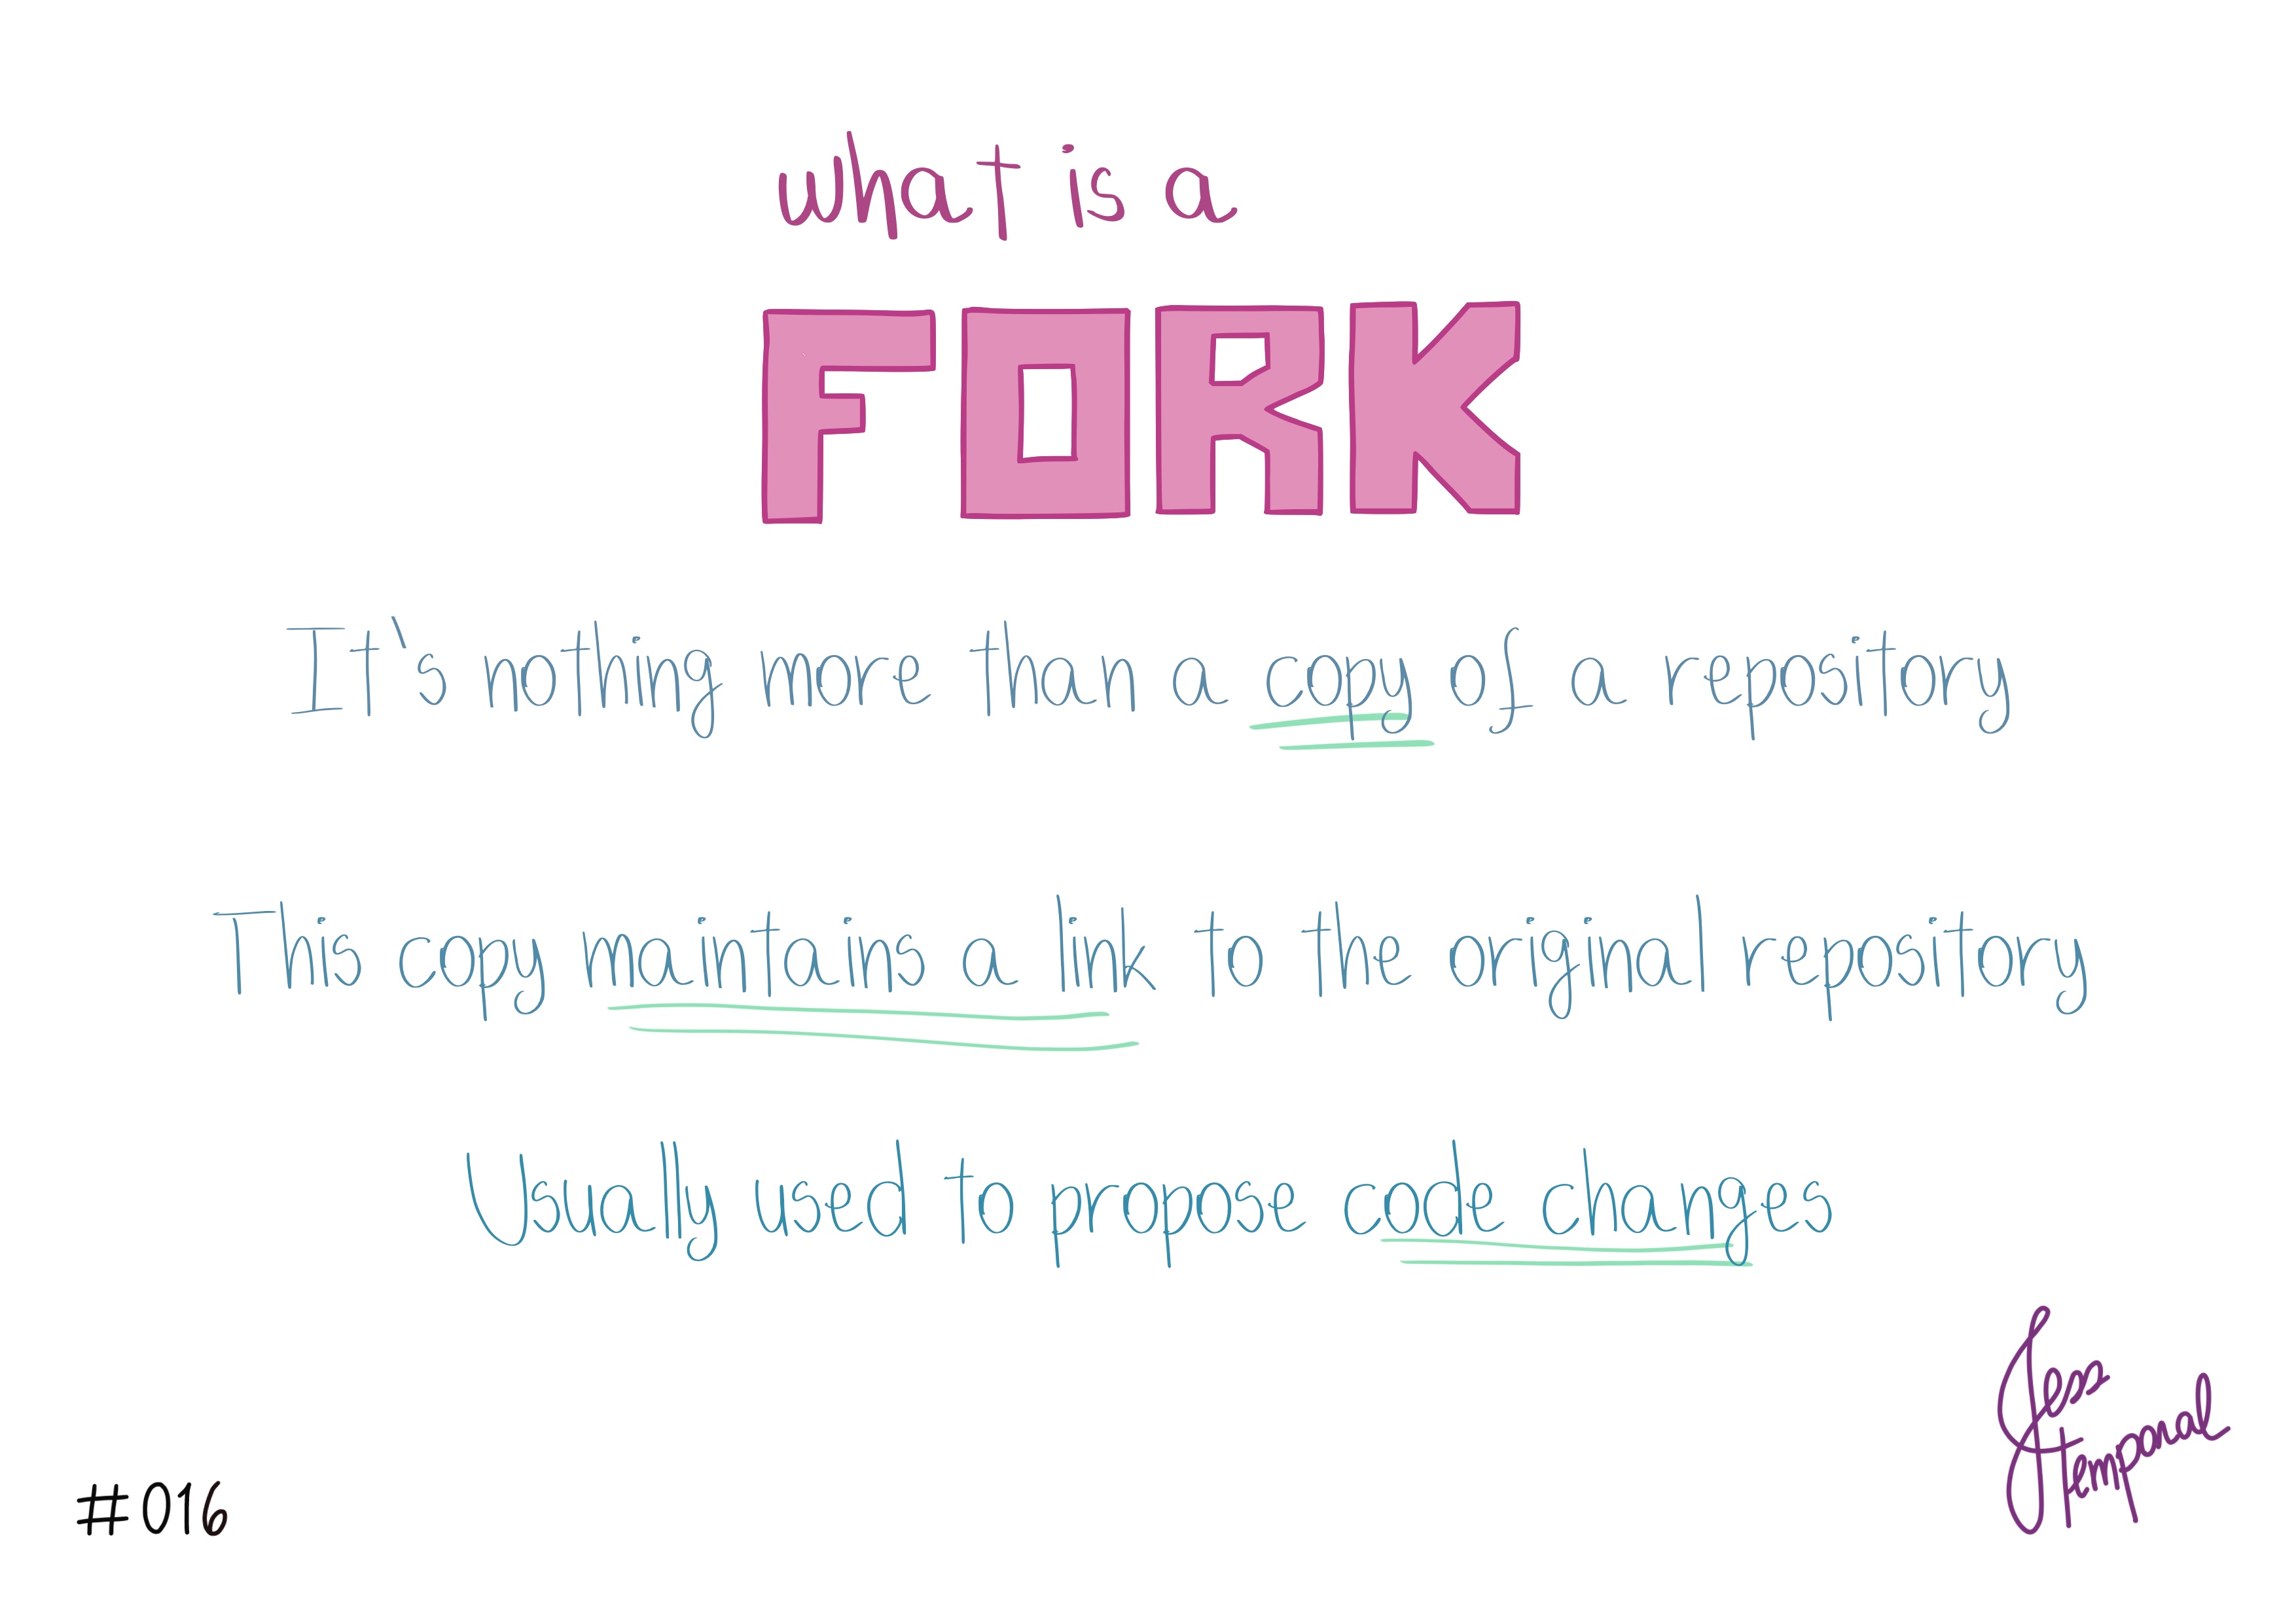 what is a
FORK
It's nothing more than a copy of a repository
This copy maintains a link to the original repository
Usually used to propose code changes
Jess
temporal
#016